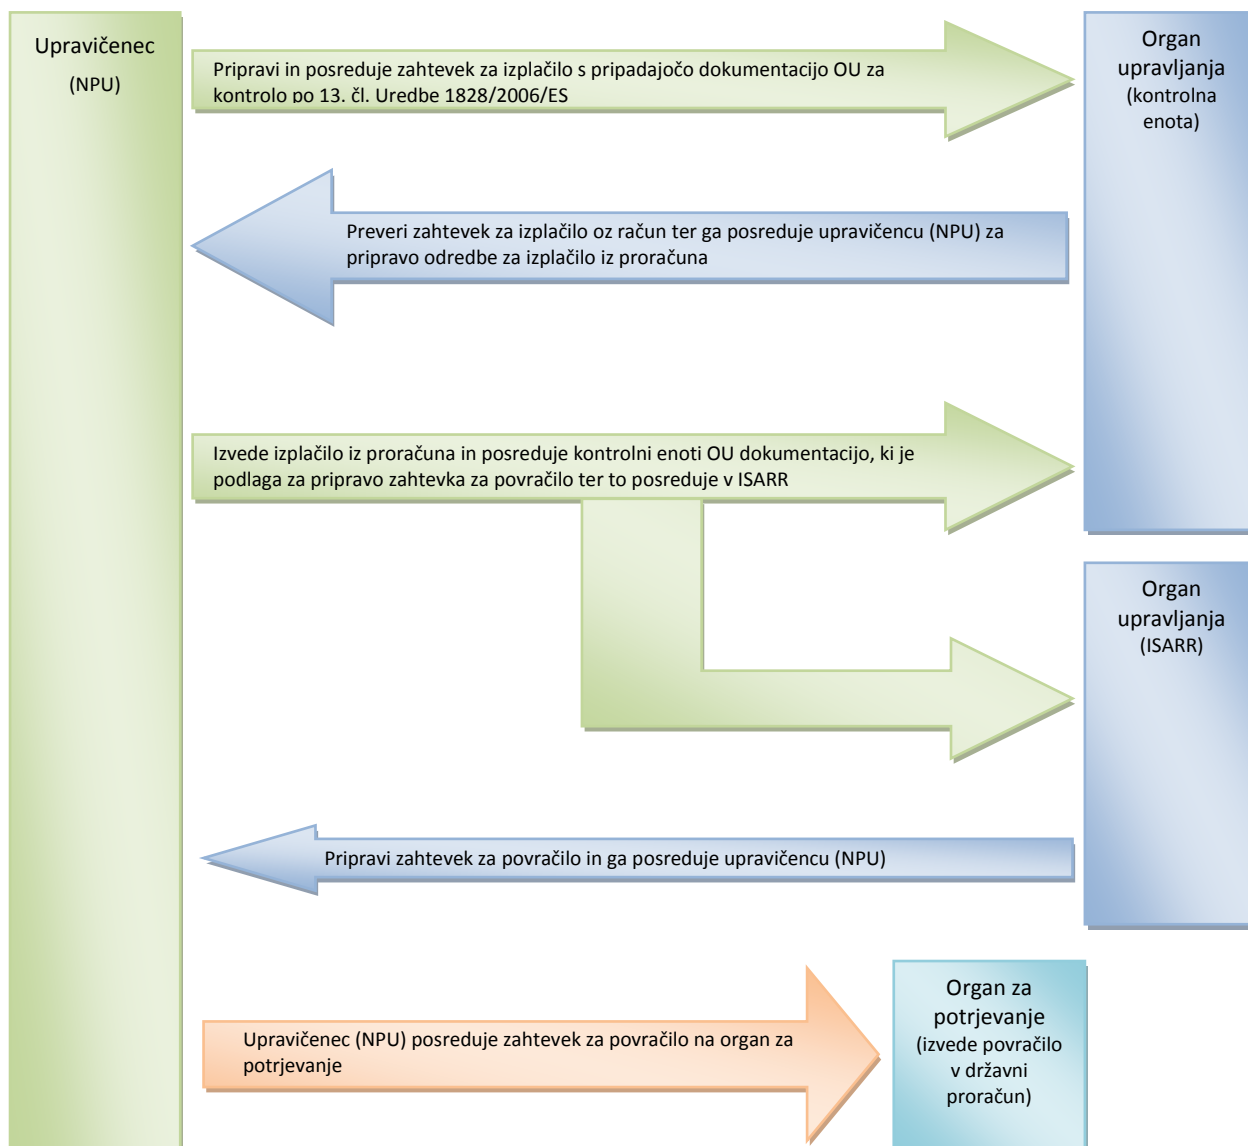 Upravičenec
(NPU)
Organ
upravljanja
(kontrolna
enota)
Pripravi in posreduje zahtevek za izplačilo s pripadajočo dokumentacijo OU za
kontrolo po 13. čl. Uredbe 1828/2006/ES
Preveri zahtevek za izplačilo oz račun ter ga posreduje upravičencu (NPU) za
pripravo odredbe za izplačilo iz proračuna
Izvede izplačilo iz proračuna in posreduje kontrolni enoti OU dokumentacijo, ki je
podlaga za pripravo zahtevka za povračilo ter to posreduje v ISARR
Organ
upravljanja
(ISARR)
Pripravi zahtevek za povračilo in ga posreduje upravičencu (NPU)
Upravičenec (NPU) posreduje zahtevek za povračilo na organ za
potrjevanje
Organ za
potrjevanje
(izvede povračilo
v državni
proračun)